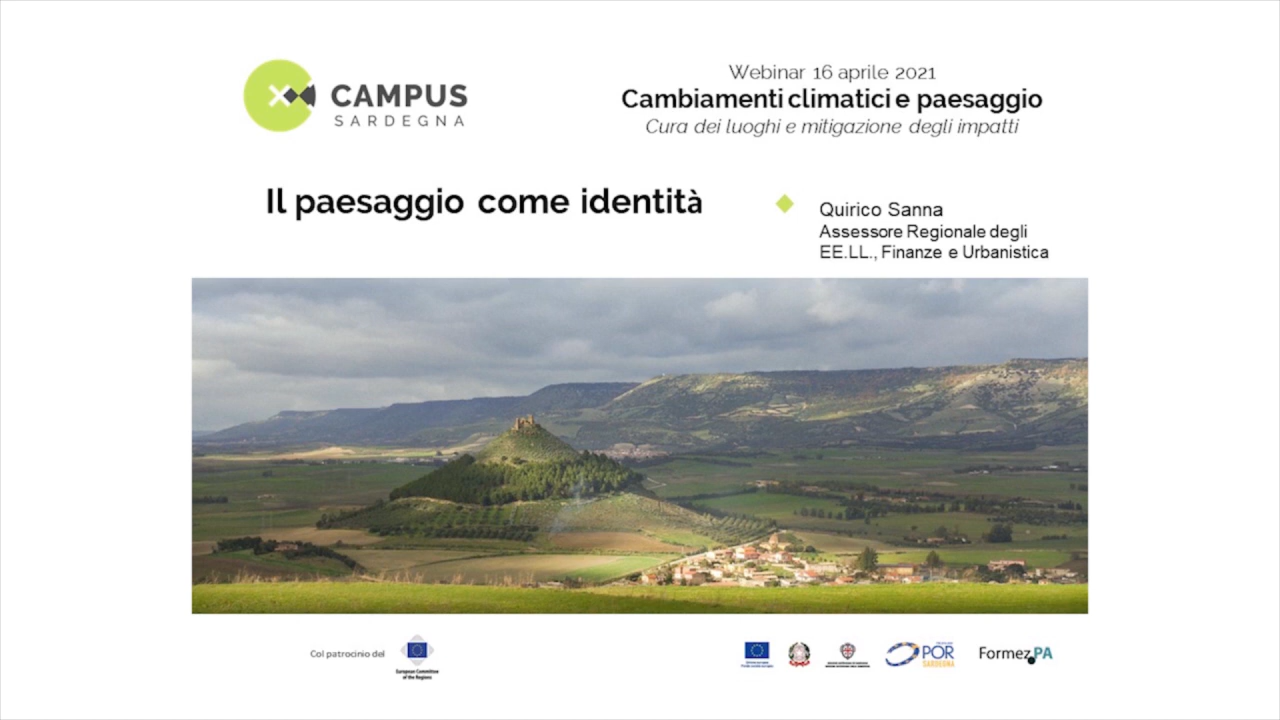 CAMPUS
SARDEGNA
Webinar 16 aprile 2021
Cambiamenti climatici e paesaggio
Cura dei luoghi e mitigazione degli impatti
Il paesaggio come identità
Quirico Sanna
Assessore Regionale degli
EE.LL., Finanze e Urbanistica
Col patrocinio del
European Committee
of the Regions
POR
SARDEGNA
Formez.PA